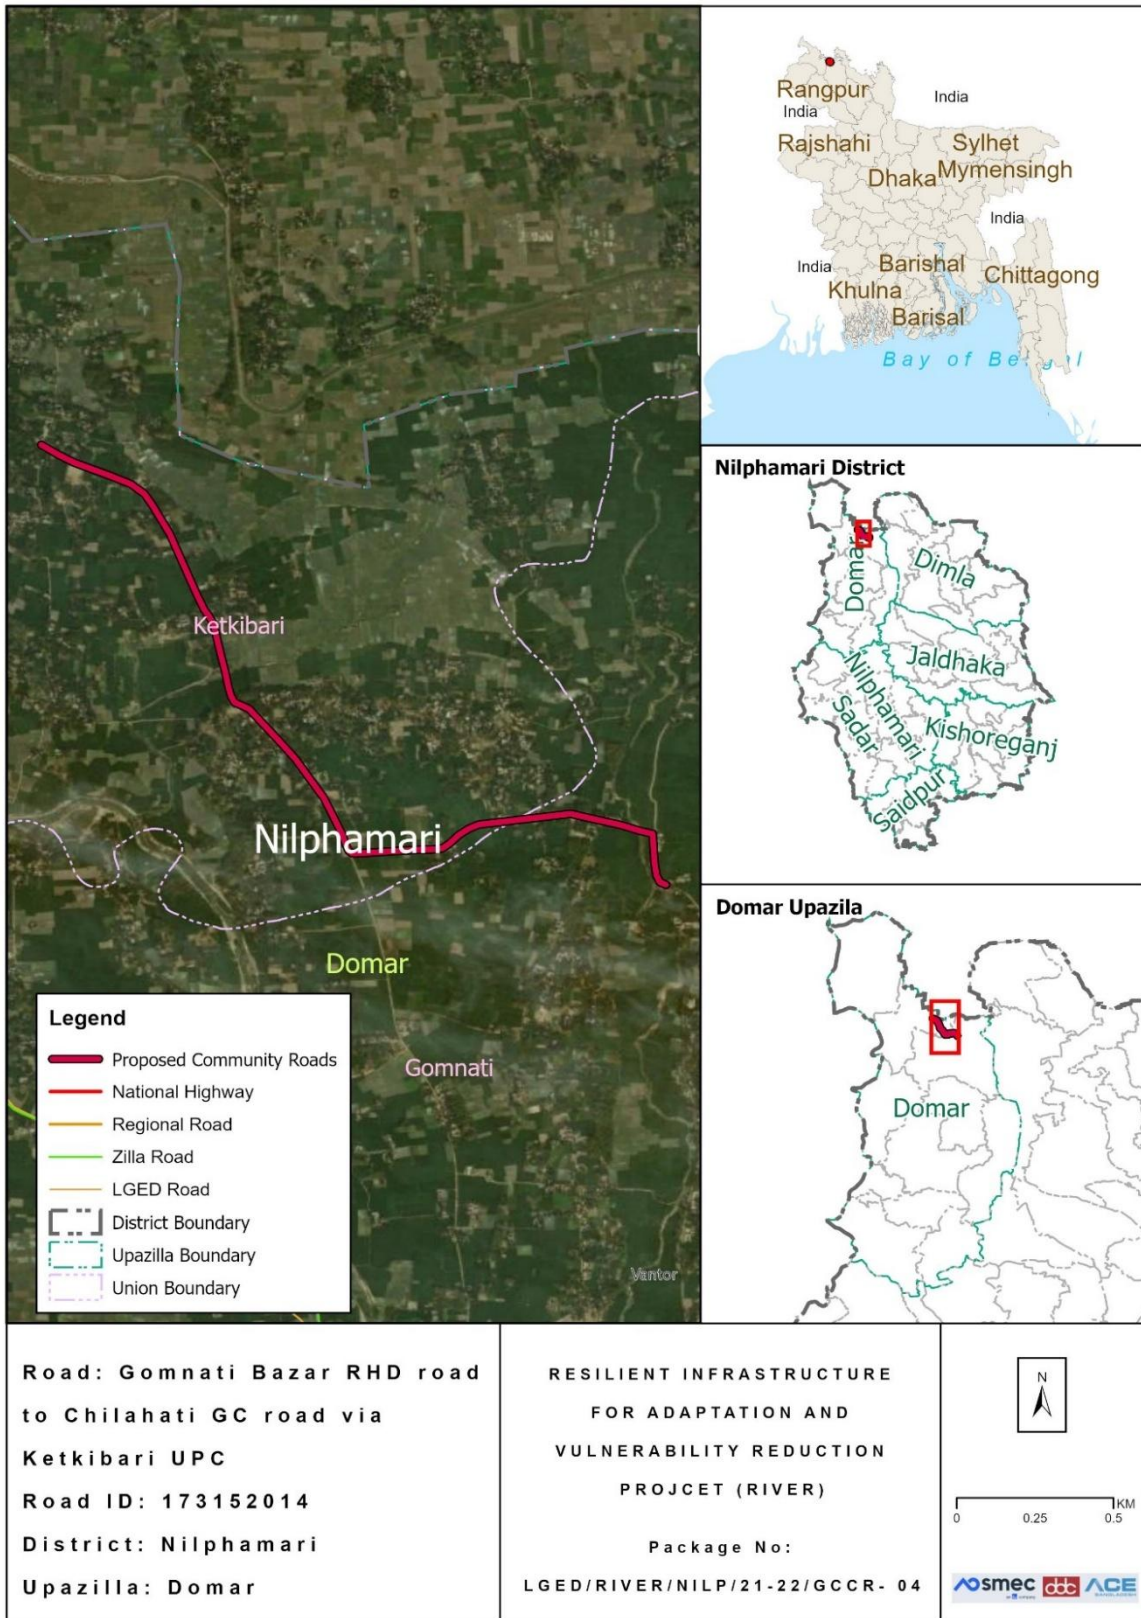 Ketkibari
Nilphamari
Domar
Gomnati
Vantor
Legend
Proposed Community Roads
National Highway
Regional Road
Zilla Road
LGED Road
District Boundary
Upazilla Boundary
Union Boundary
Rangpur
India
India
Rajshahi
Sylhet
Dhaka
Mymensingh
India
India
Barishal
Chittagong
Khulna
Barisal
Nilphamari District
Domar
Dimla
Jaldhaka
Nilphamari
Sadar
Kishoreganj
Saidpur
Domar Upazila
Domar
Road: Gomnati Bazar RHD road
to Chilahati GC road via
Ketkibari UPC
Road ID: 173152014
District: Nilphamari
Upazilla: Domar
RESILIENT INFRASTRUCTURE
FOR ADAPTATION AND
VULNERABILITY REDUCTION
PROJCET (RIVER)
Package No:
LGED/RIVER/NILP/21-22/GCCR- 04
N
KM
0 0.25 0.5
smec ddc ACE
BANGLADESH